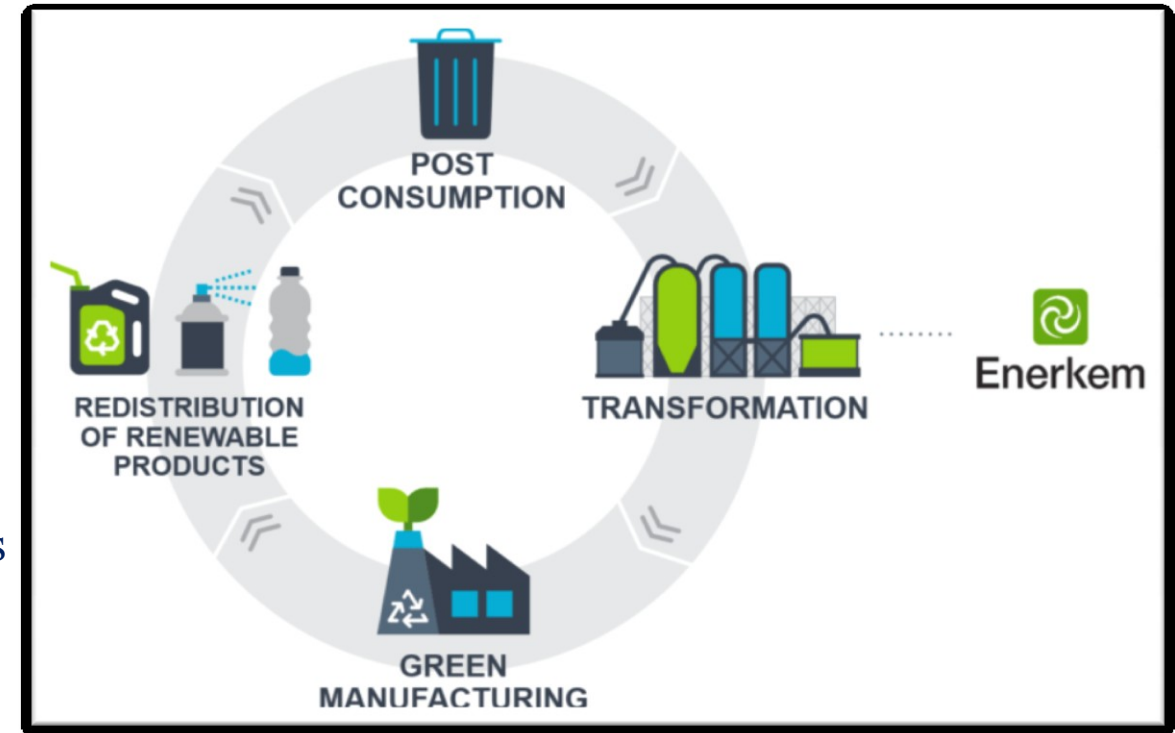 POST
CONSUMPTION
TRANSFORMATION
Enerkem
REDISTRIBUTION
OF RENEWABLE
PRODUCTS
GREEN
MANUFACTURING
s